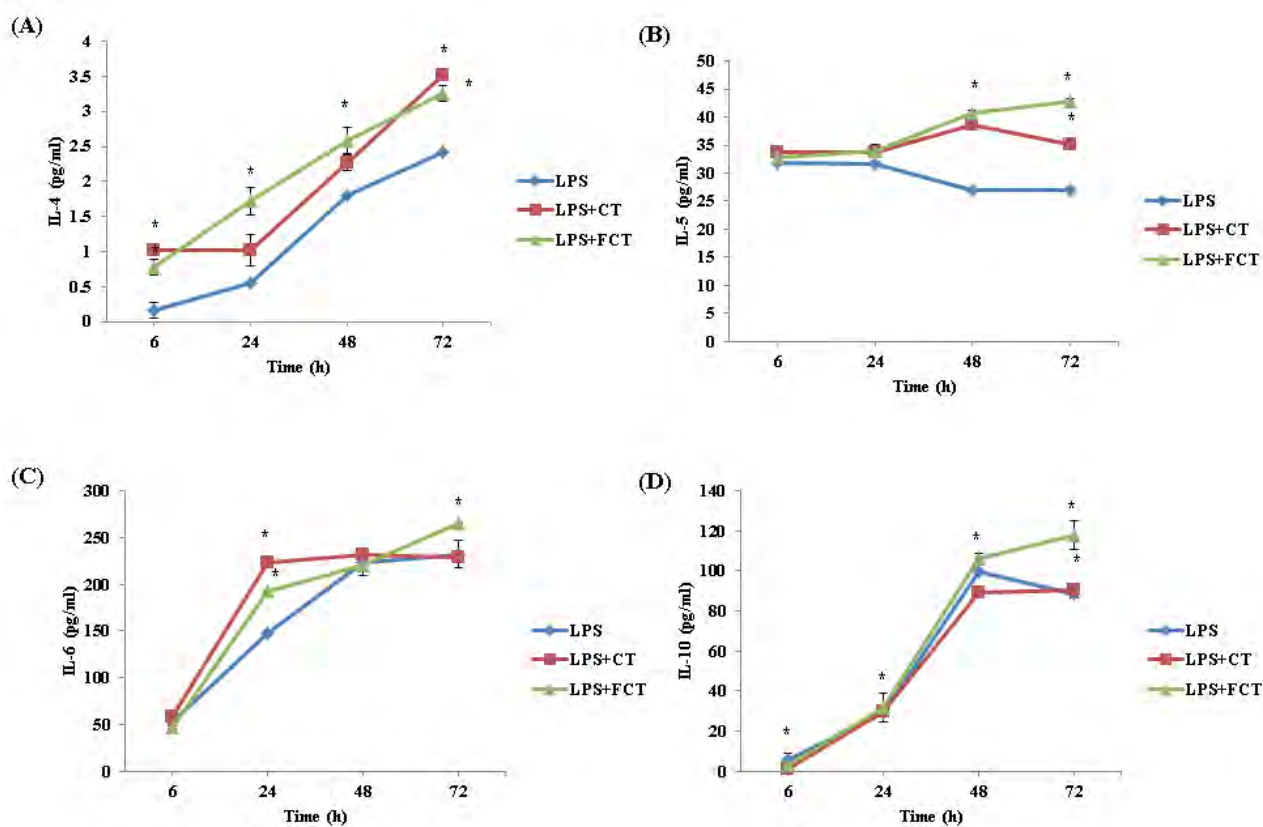 (A)
4
3.5
3
2.5
2
1.5
1
0.5
0
IL-4 (pg/ml)
* * * * * *
6 24 48 72
Time (h)
LPS
LPS+CT
LPS+FCT
(B)
50
45
40
35
30
25
20
15
10
5
0
IL-5 (pg/ml)
* * *
6 24 48 72
Time (h)
LPS
LPS+CT
LPS+FCT
(C)
300
250
200
150
100
50
0
IL-6 (pg/ml)
* * *
6 24 48 72
Time (h)
LPS
LPS+CT
LPS+FCT
(D)
140
120
100
80
60
40
20
0
IL-10 (pg/ml)
* * * * *
6 24 48 72
Time (h)
LPS
LPS+CT
LPS+FCT